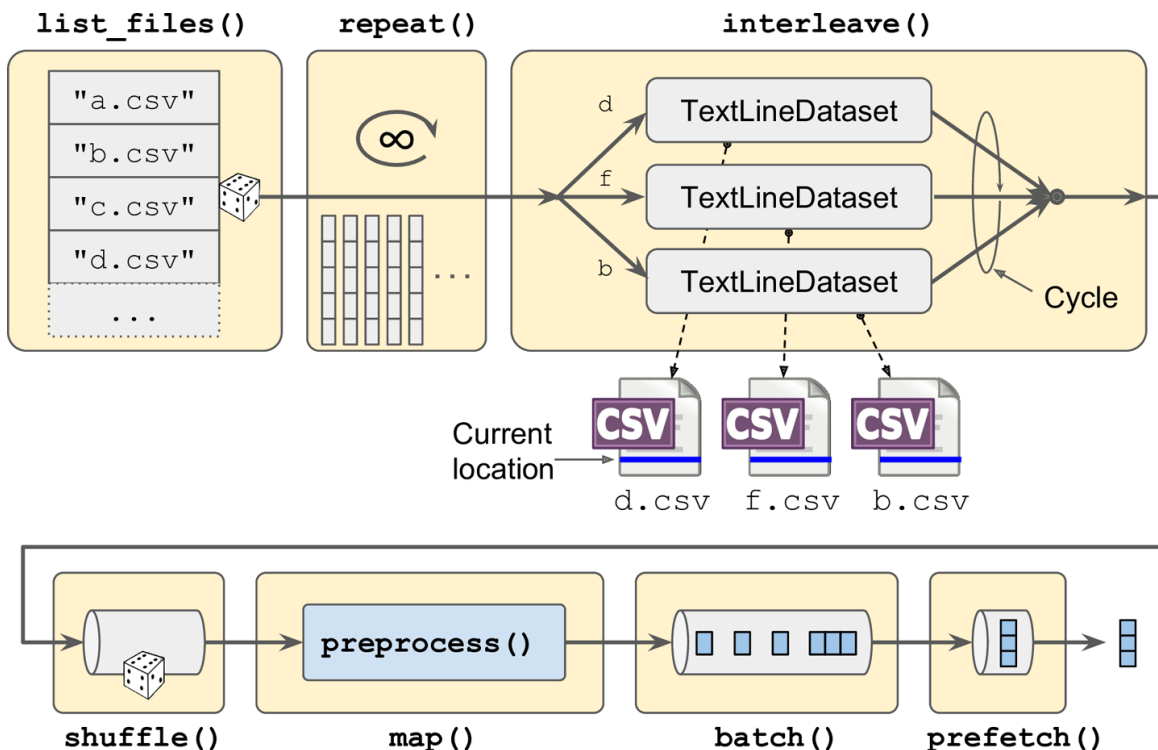 list_files()
repeat()
interleave()
"a.csv"
"b.csv"
"c.csv"
"d.csv"
...
∞
...
d
TextLineDataset
f
TextLineDataset
b
TextLineDataset
Cycle
Current
location
CSV
CSV
CSV
d.csv
f.csv
b.csv
preprocess()
shuffle()
map()
batch()
prefetch()